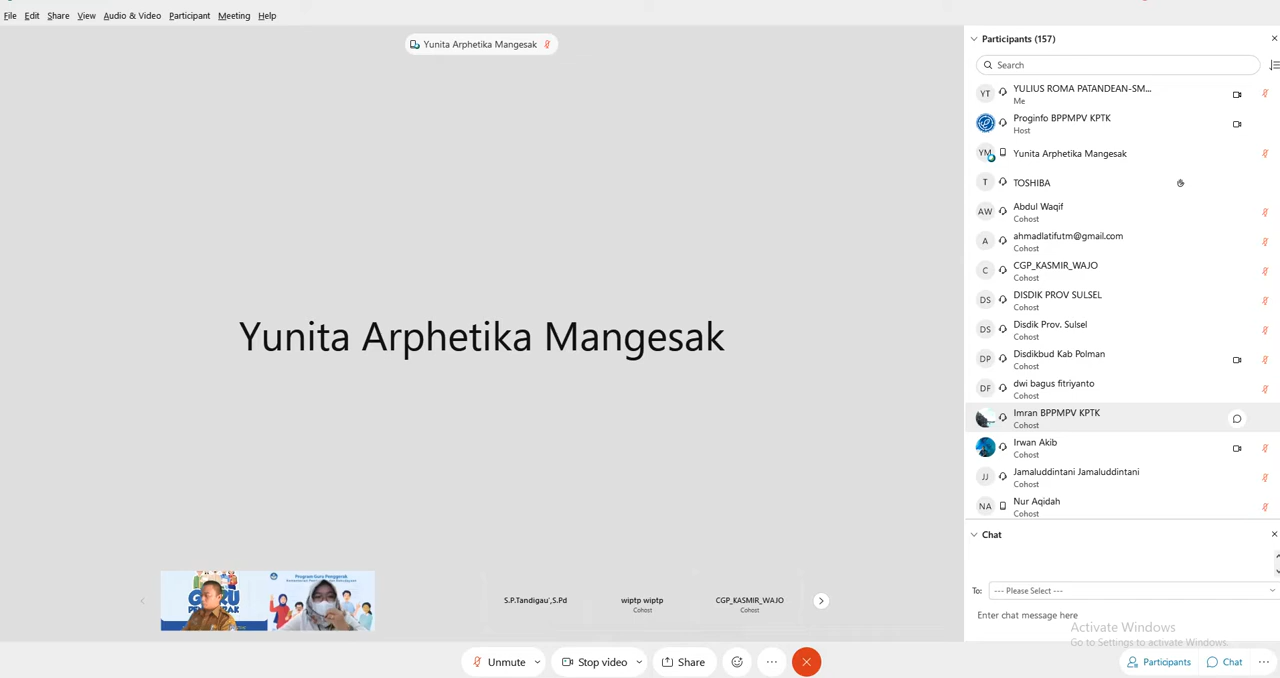 File Edit Share View Audio & Video Participant Meeting Help
Yunita Arphetika Mangesak
Yunita Arphetika Mangesak
GURU
Program Guru Penggerak
S.P.Tandigau',S.Pd
wiptp wiptp
Cohost
CGP_KASMIR_WAJO
Cohost
Unmute
Stop video
Share
Participants (157)
Search
YT
YULIUS ROMA PATANDEAN-SM...
Me
Proginfo BPPMPV KPTK
Host
YM
Yunita Arphetika Mangesak
T
TOSHIBA
AW
Abdul Waqif
Cohost
A
ahmadlatifutm@gmail.com
Cohost
C
CGP_KASMIR_WAJO
Cohost
DS
DISDIK PROV SULSEL
Cohost
DS
Disdik Prov. Sulsel
Cohost
DP
Disdikbud Kab Polman
Cohost
DF
dwi bagus fitriyanto
Cohost
Imran BPPMPV KPTK
Cohost
Irwan Akib
Cohost
JJ
Jamaluddintani Jamaluddintani
Cohost
NA
Nur Aqidah
Cohost
Chat
To: --- Please Select ---
Enter chat message here
Activate Windows
Go to Settings to activate Windows.
Participants
Chat